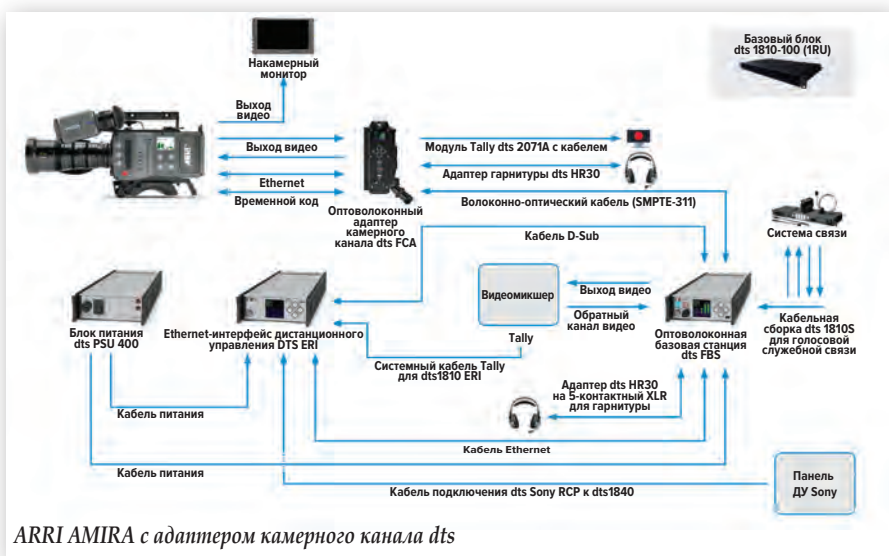 Базовый блок
dts 1810-100 (1RU)
Накамерный
монитор
Выход
видео
ARRI
Выход видео
Ethernet
Временной код
Оптоволоконный
адаптер
камерного
канала dts FCA
Модуль Tally dts 2071A с кабелем
Адаптер гарнитуры dts HR30
Волоконно-оптический кабель (SMPTE-311)
Кабель D-Sub
Система связи
Блок питания
dts PSU 400
Ethernet-интерфейс дистанционного
управления DTS ERI
Видеомикшер
Выход видео
Обратный
канал видео
Tally
Системный кабель Tally
для dts1810 ERI
Оптоволоконная
базовая станция
dts FBS
Кабельная
сборка dts 1810S
для голосовой
служебной связи
Адаптер dts HR30
на 5-контактный XLR
для гарнитуры
Кабель питания
Кабель Ethernet
Кабель питания
Кабель подключения dts Sony RCP к dts1840
Панель
ДУ Sony
ARRI AMIRA с адаптером камерного канала dts